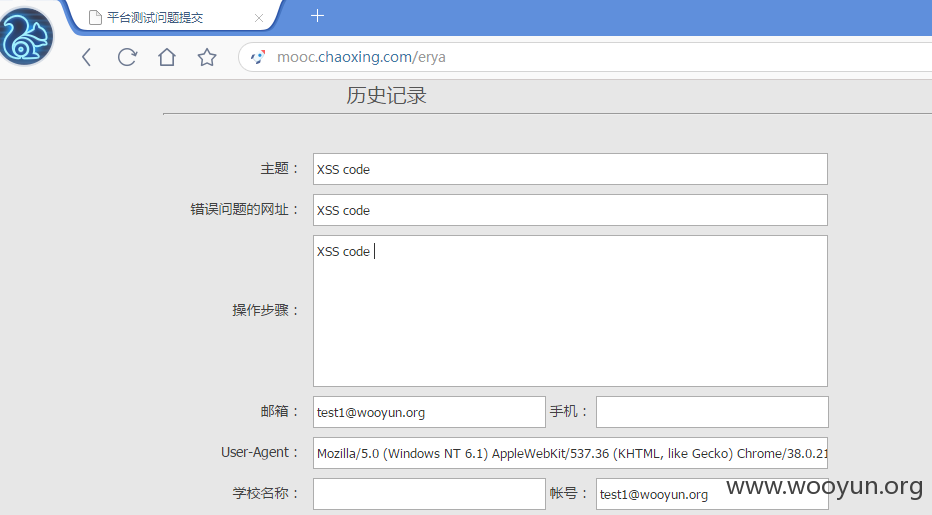 平台测试问题提交
mooc.chaoxing.com/erya
历史记录
主题： XSS code
错误问题的网址： XSS code
操作步骤： XSS code
邮箱： test1@wooyun.org 手机：
User-Agent： Mozilla/5.0 (Windows NT 6.1) AppleWebKit/537.36 (KHTML, like Gecko) Chrome/38.0.21
学校名称： 帐号： test1@wooyun.org
www.wooyun.org